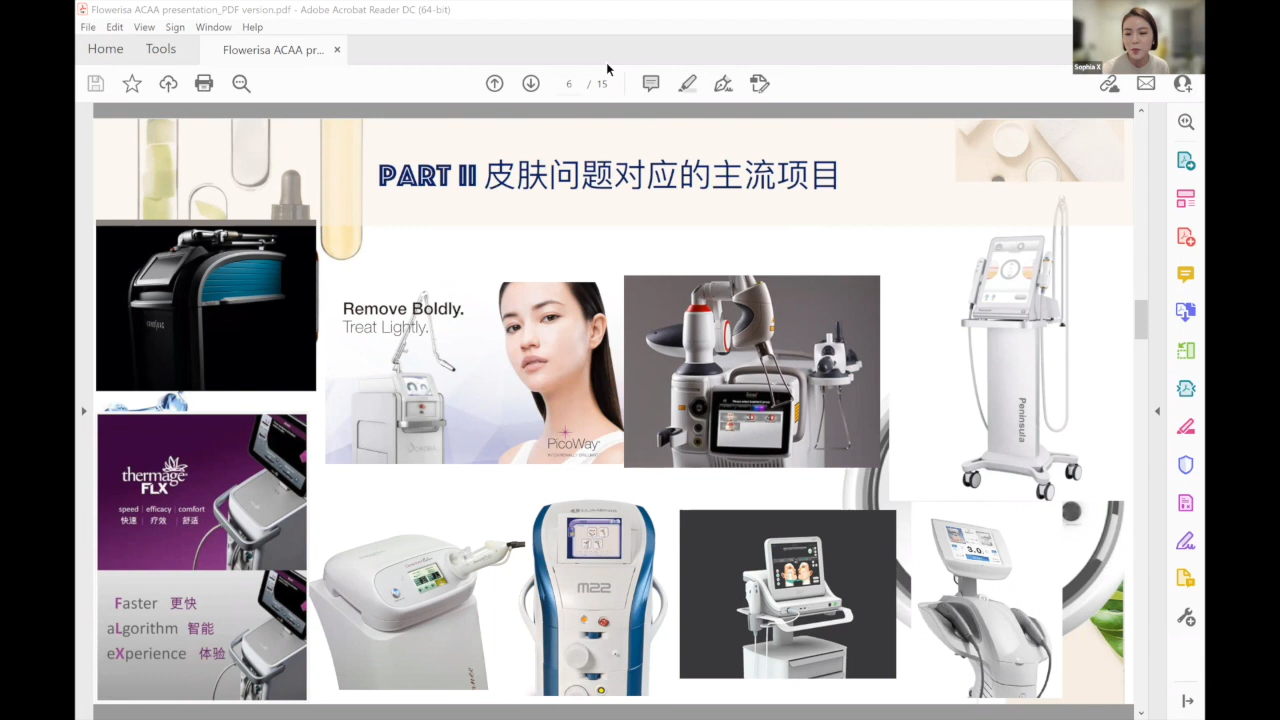 Flowerisa ACAA presentation_PDF version.pdf - Adobe Acrobat Reader DC (64-bit)
File Edit View Sign Window Help
Home Tools Flowerisa ACAA pr... ×
6 / 15
Sophia X
PART II 皮肤问题对应的主流项目
Remove Boldly.
Treat Lightly.
PicoWay
Peninsula
thermage
FLX
speed | efficacy | comfort
快速 | 疗效 | 舒适
Faster 更快
aLgorithm 智能
eXperience 体验
M22
3.0